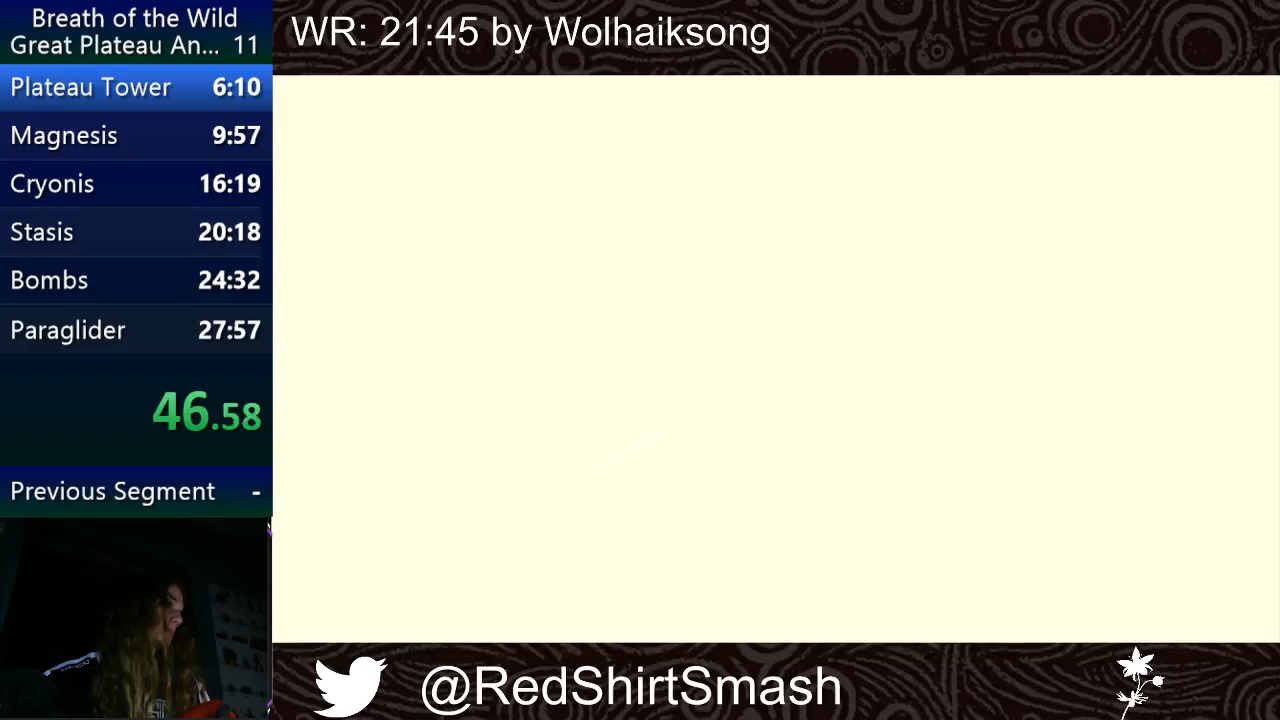 Breath of the Wild
Great Plateau An... 11
WR: 21:45 by Wolhaiksong
Plateau Tower 6:10
Magnesis 9:57
Cryonis 16:19
Stasis 20:18
Bombs 24:32
Paraglider 27:57
46.58
Previous Segment -
@RedShirtSmash